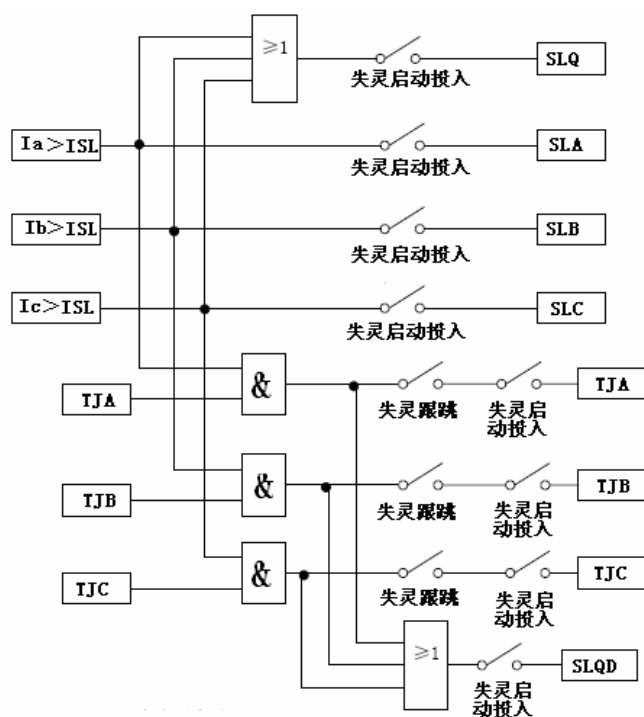 ≥1
失灵启动投入
SLQ
Ia＞ISL
失灵启动投入
SLA
Ib＞ISL
失灵启动投入
SLB
Ic＞ISL
失灵启动投入
SLC
TJA
&
失灵跟跳
失灵启
动投入
TJA
TJB
&
失灵跟跳
失灵启
动投入
TJB
TJC
&
失灵跟跳
失灵启
动投入
TJC
≥1
失灵启
动投入
SLQD